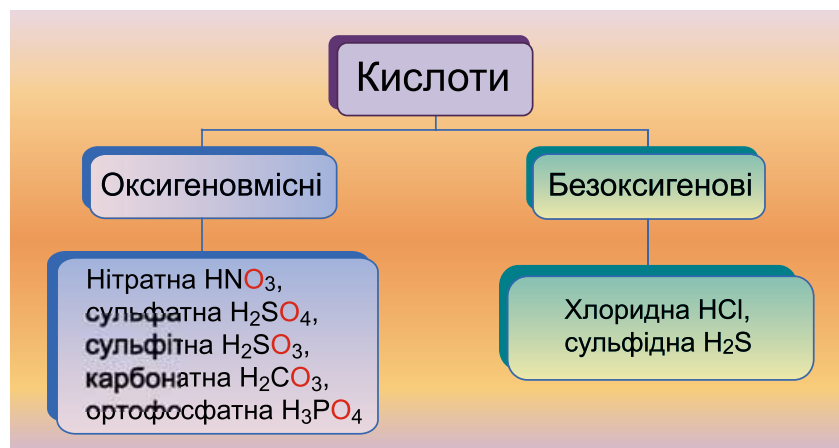 Кислоти
Оксигеновмісні
Безоксигенові
Нітратна HNO₃,
сульфатна H₂SO₄,
сульфітна H₂SO₃,
карбонатна H₂CO₃,
ортофосфатна H₃PO₄
Хлоридна HCl,
сульфідна H₂S